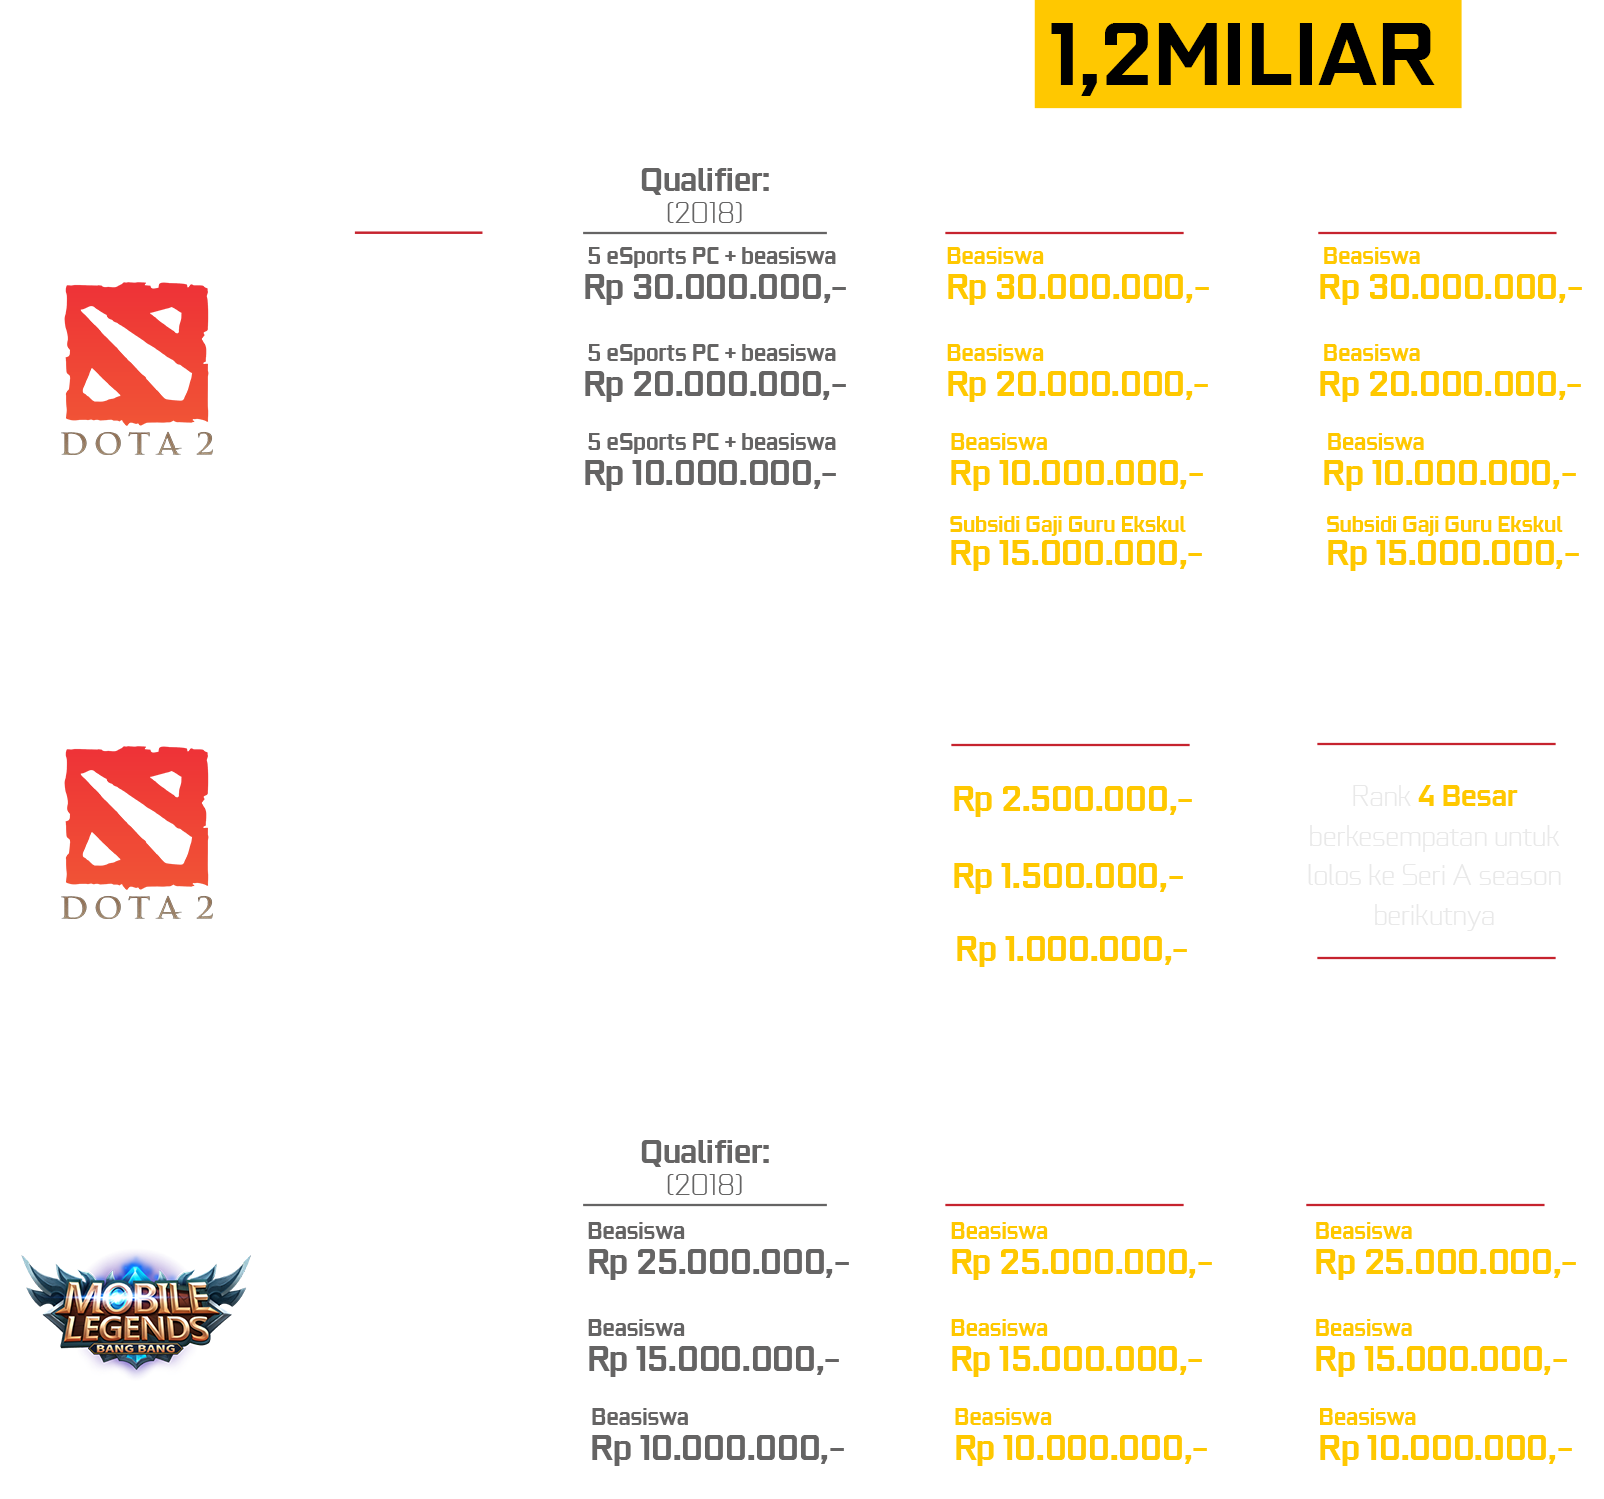 1,2MILIAR
Qualifier:
(2018)
5 eSports PC + beasiswa
Rp 30.000.000,-
5 eSports PC + beasiswa
Rp 20.000.000,-
5 eSports PC + beasiswa
Rp 10.000.000,-
Beasiswa
Rp 30.000.000,-
Beasiswa
Rp 20.000.000,-
Beasiswa
Rp 10.000.000,-
Subsidi Gaji Guru Ekskul
Rp 15.000.000,-
Beasiswa
Rp 30.000.000,-
Beasiswa
Rp 20.000.000,-
Beasiswa
Rp 10.000.000,-
Subsidi Gaji Guru Ekskul
Rp 15.000.000,-
DOTA 2
DOTA 2
Rp 2.500.000,-
Rp 1.500.000,-
Rp 1.000.000,-
Rank 4 Besar
berkesempatan untuk
lolos ke Seri A season
berikutnya
MOBILE
LEGENDS
BANG BANG
Qualifier:
(2018)
Beasiswa
Rp 25.000.000,-
Beasiswa
Rp 15.000.000,-
Beasiswa
Rp 10.000.000,-
Beasiswa
Rp 25.000.000,-
Beasiswa
Rp 15.000.000,-
Beasiswa
Rp 10.000.000,-
Beasiswa
Rp 25.000.000,-
Beasiswa
Rp 15.000.000,-
Beasiswa
Rp 10.000.000,-